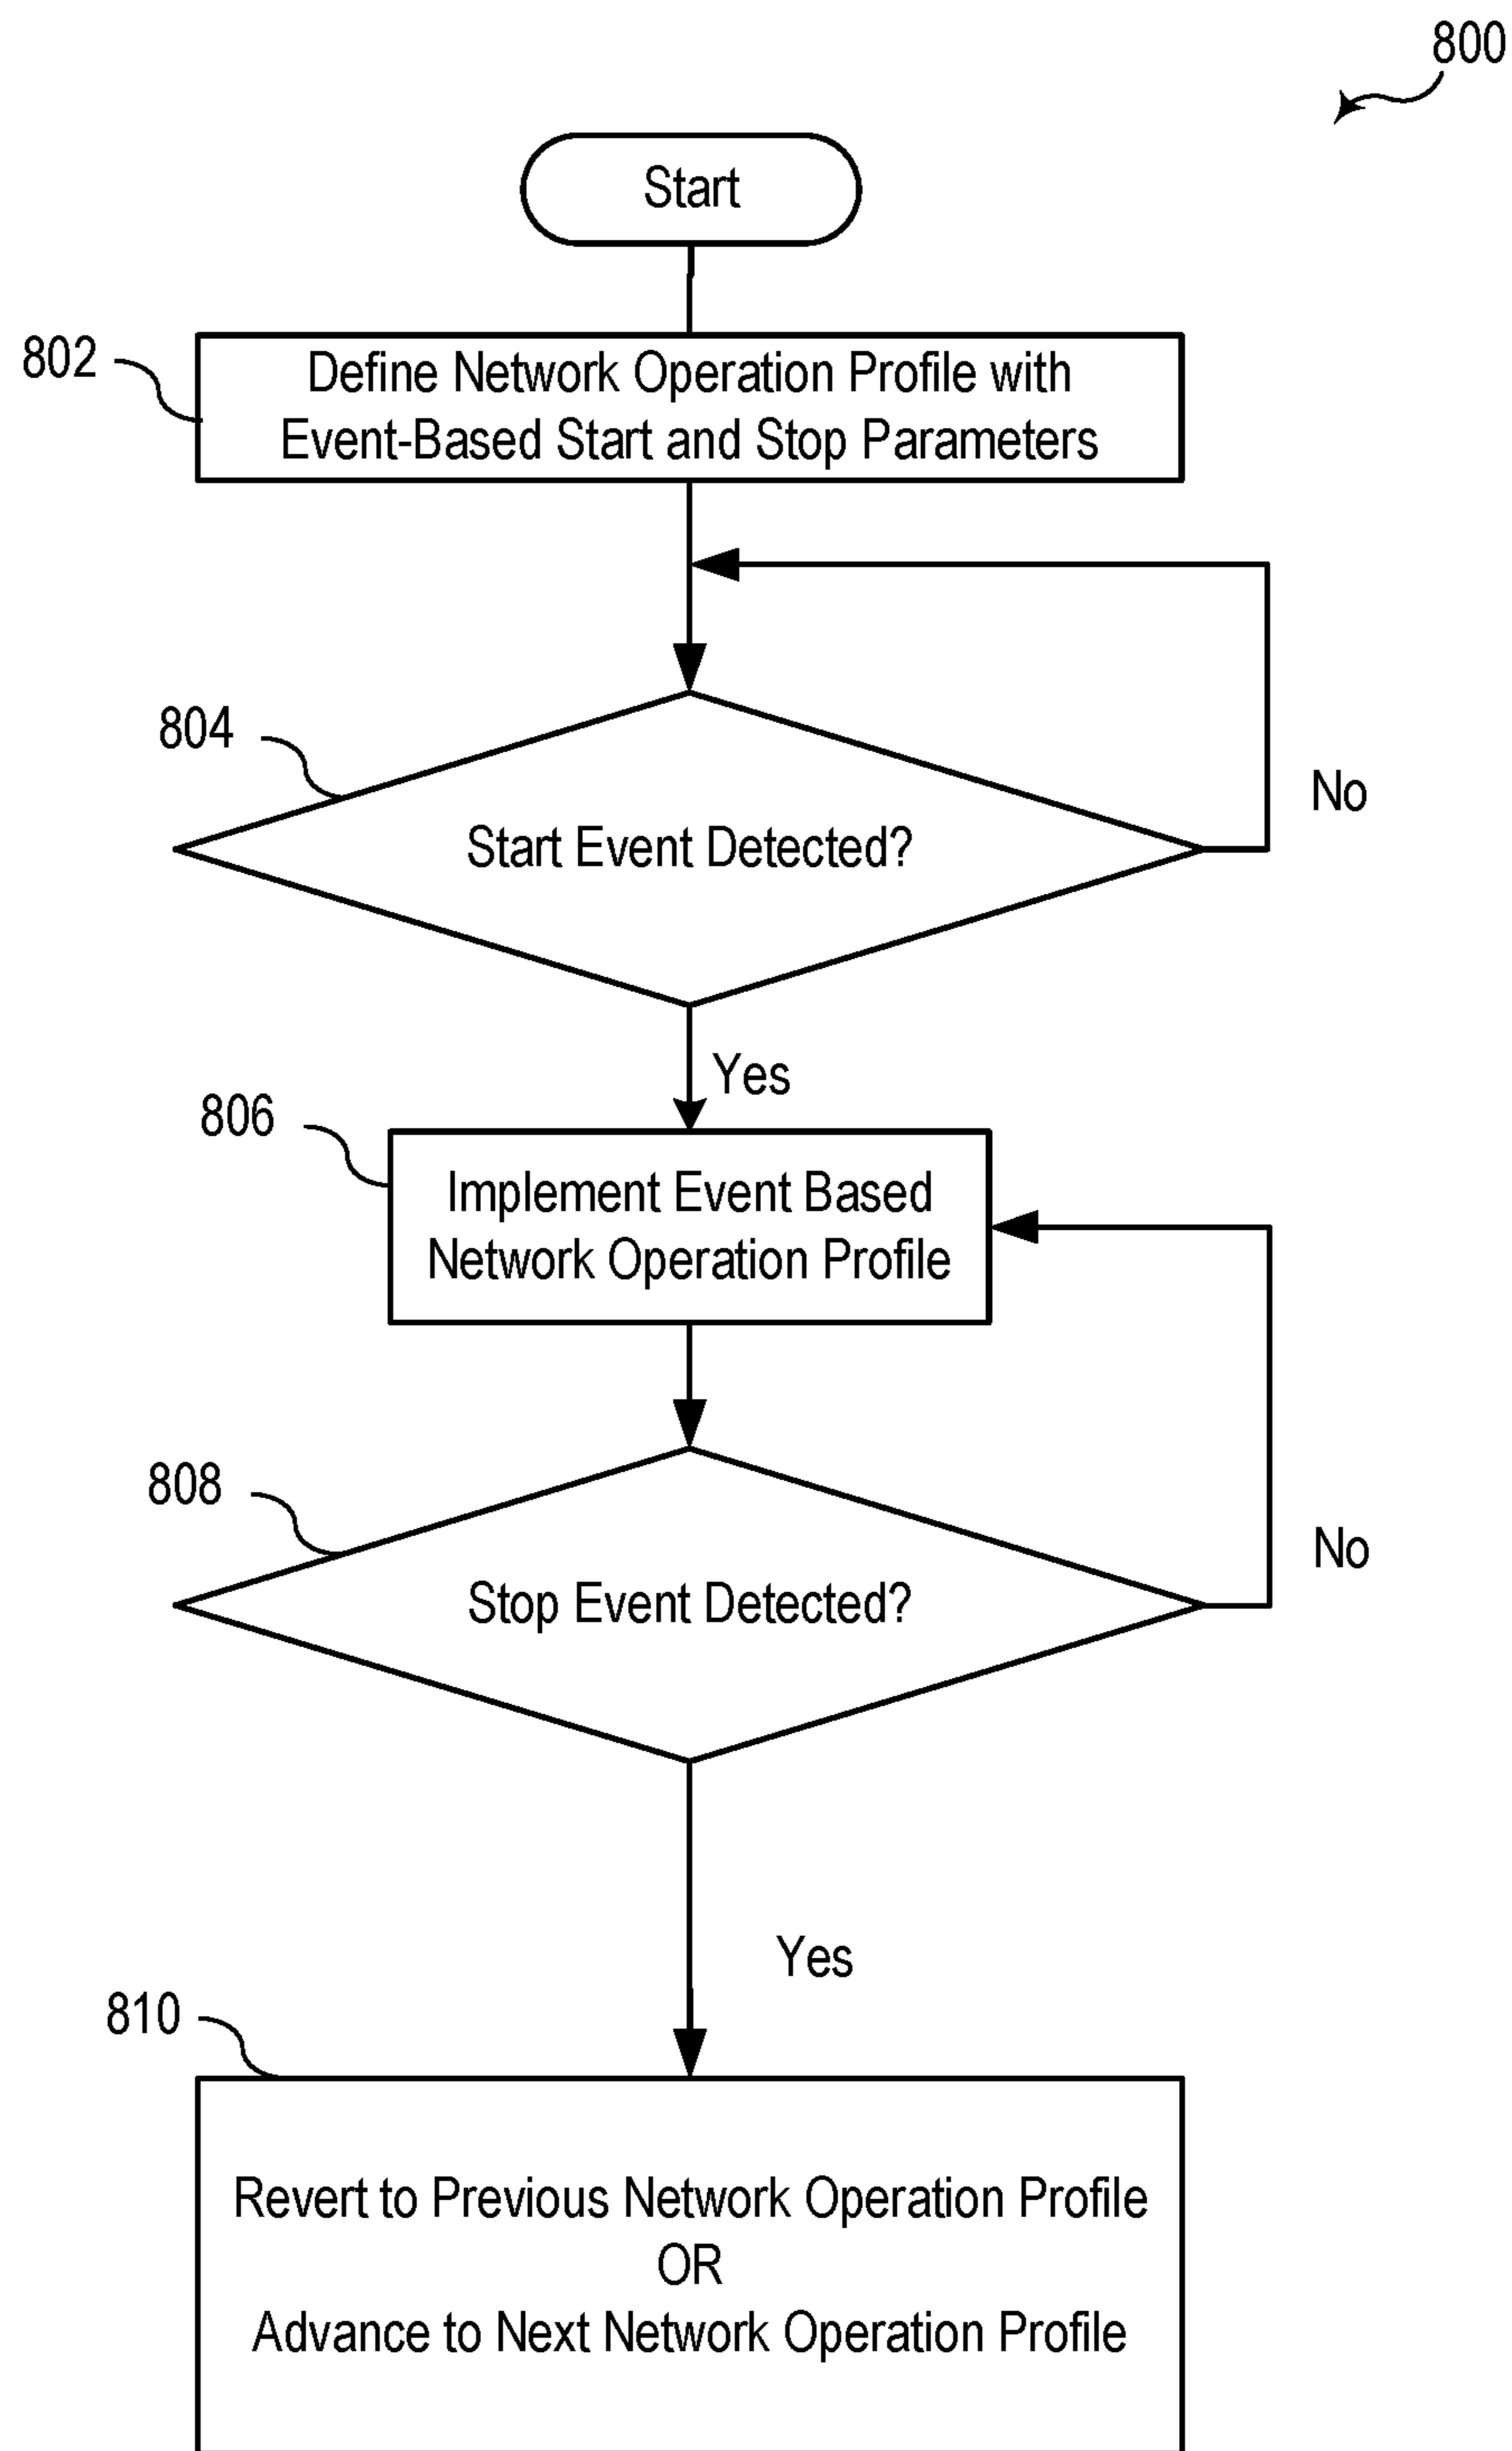 800
Start
802
Define Network Operation Profile with
Event-Based Start and Stop Parameters
804
Start Event Detected?
No
Yes
806
Implement Event Based
Network Operation Profile
808
Stop Event Detected?
No
Yes
810
Revert to Previous Network Operation Profile
OR
Advance to Next Network Operation Profile